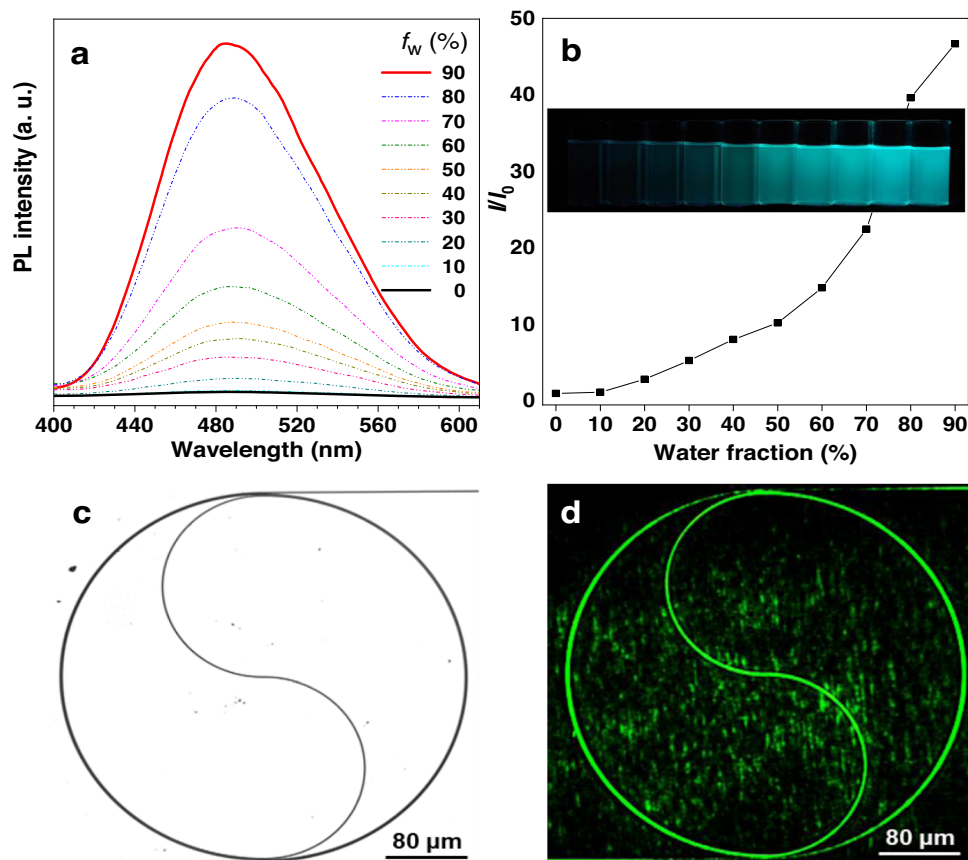 a
f_w (%)
90
80
70
60
50
40
30
20
10
0
PL intensity (a. u.)
400 440 480 520 560 600
Wavelength (nm)
b
50
40
30
20
10
0
I/I_0
0 10 20 30 40 50 60 70 80 90
Water fraction (%)
c
80 µm
d
80 µm